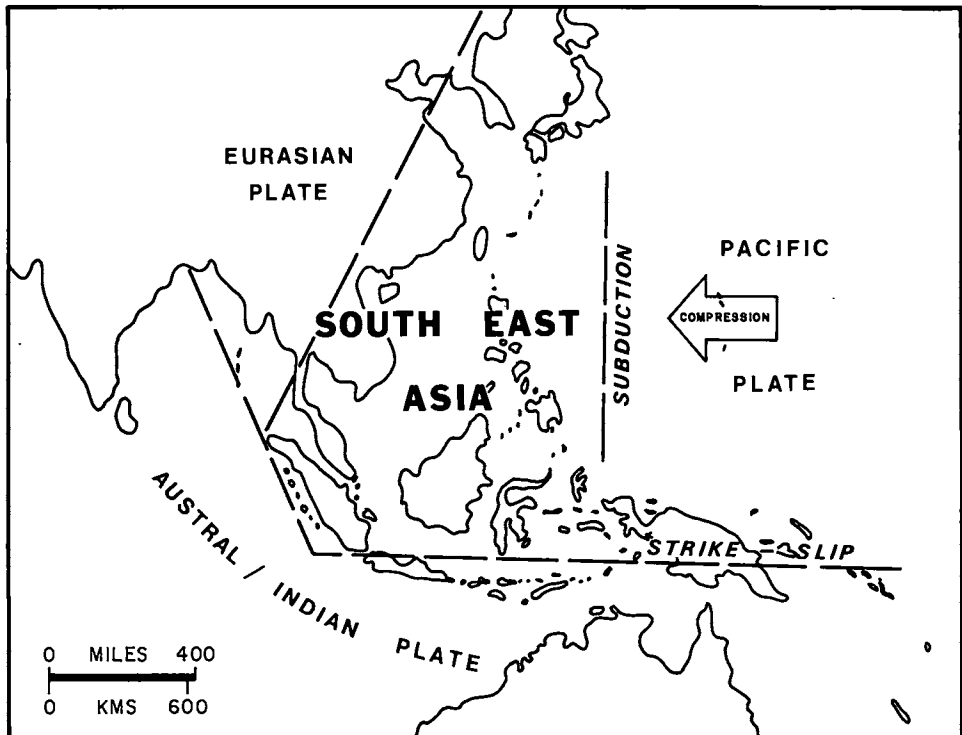 EURASIAN
PLATE
PACIFIC
SUBDUCTION
COMPRESSION
PLATE
SOUTH EAST
ASIA
STRIKE - SLIP
AUSTRAL / INDIAN PLATE
0 MILES 400
0 KMS 600